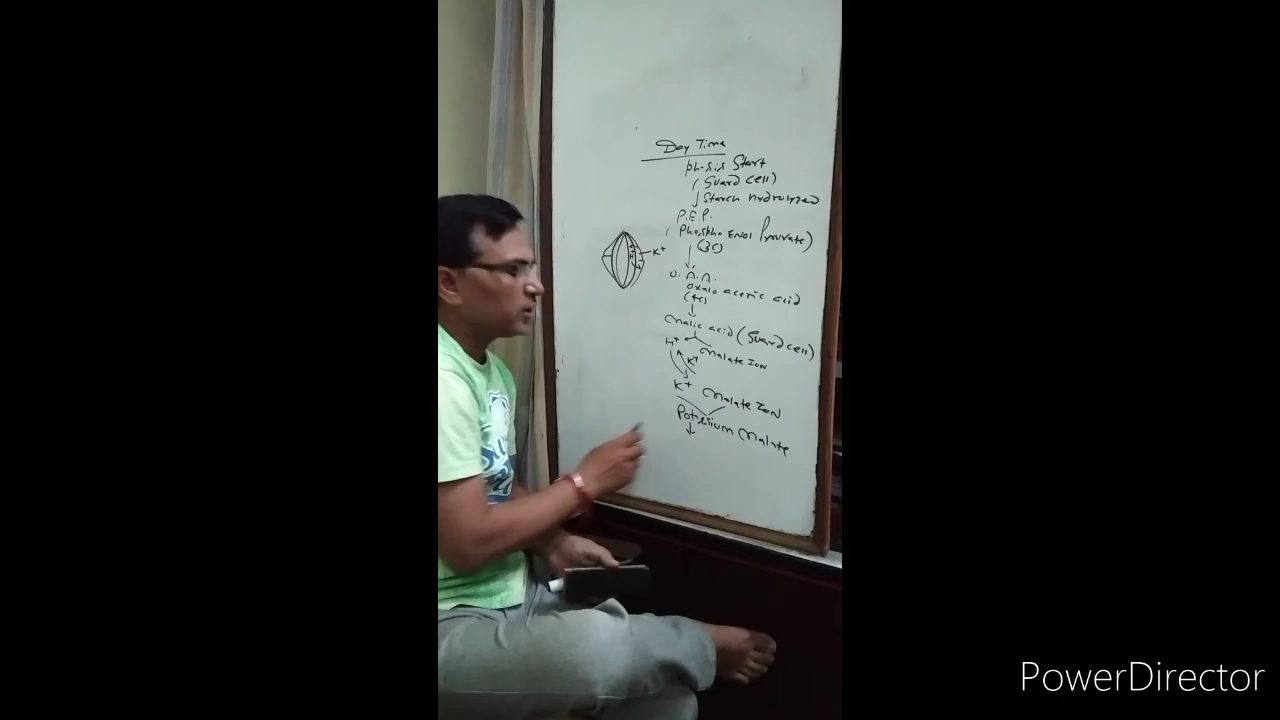 Day Time
ph-sis Start
(Guard cell)
Starch hydrolyzed
P.E.P.
(Phospho Enol Pyruvate)
(3C)
K+
O.A.A.
Oxalo acetic acid
(4C)
Malic acid (Guard cell)
H+
Malate Ion
K+
K+ Malate Ion
Potassium Malate
PowerDirector